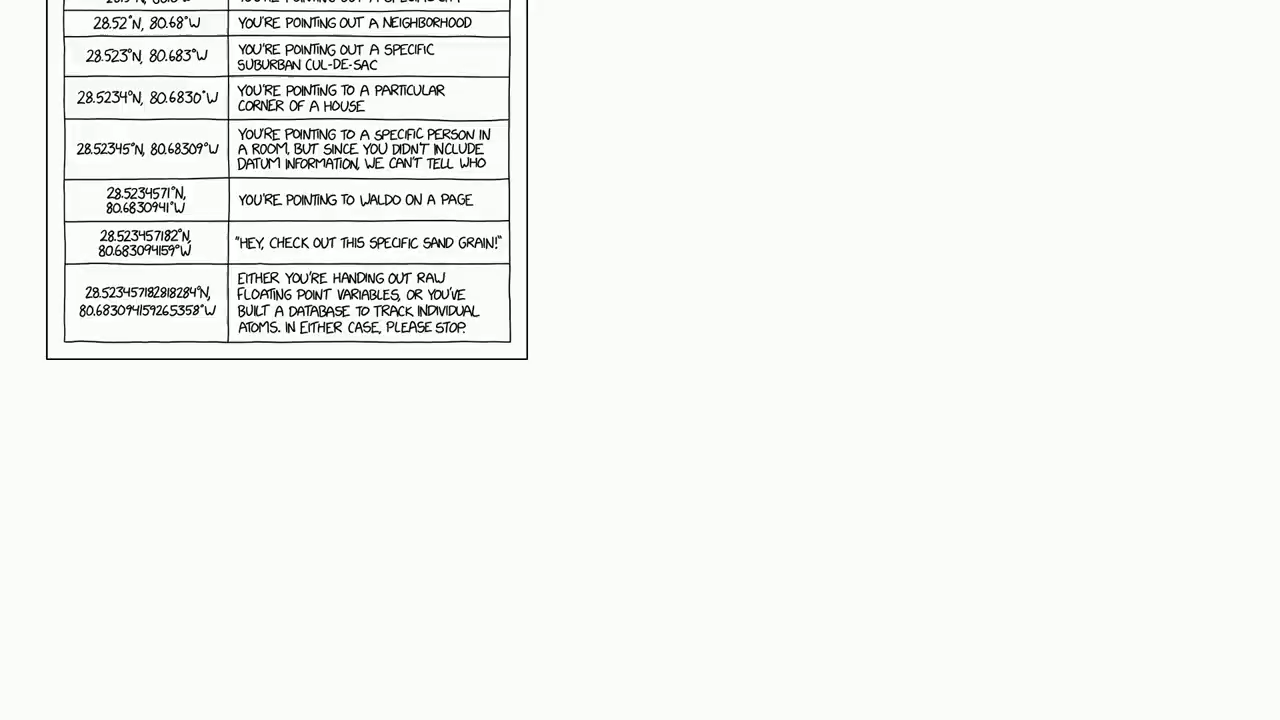 28.52°N, 80.68°W
YOU'RE POINTING OUT A NEIGHBORHOOD
28.523°N, 80.683°W
YOU'RE POINTING OUT A SPECIFIC
SUBURBAN CUL-DE-SAC
28.5234°N, 80.6830°W
YOU'RE POINTING TO A PARTICULAR
CORNER OF A HOUSE
28.52345°N, 80.68309°W
YOU'RE POINTING TO A SPECIFIC PERSON IN
A ROOM, BUT SINCE YOU DIDN'T INCLUDE
DATUM INFORMATION, WE CAN'T TELL WHO
28.5234571°N,
80.6830941°W
YOU'RE POINTING TO WALDO ON A PAGE
28.523457182°N,
80.683094159°W
"HEY, CHECK OUT THIS SPECIFIC SAND GRAIN!"
28.523457182818284°N,
80.683094159265358°W
EITHER YOU'RE HANDING OUT RAW
FLOATING POINT VARIABLES, OR YOU'VE
BUILT A DATABASE TO TRACK INDIVIDUAL
ATOMS. IN EITHER CASE, PLEASE STOP.